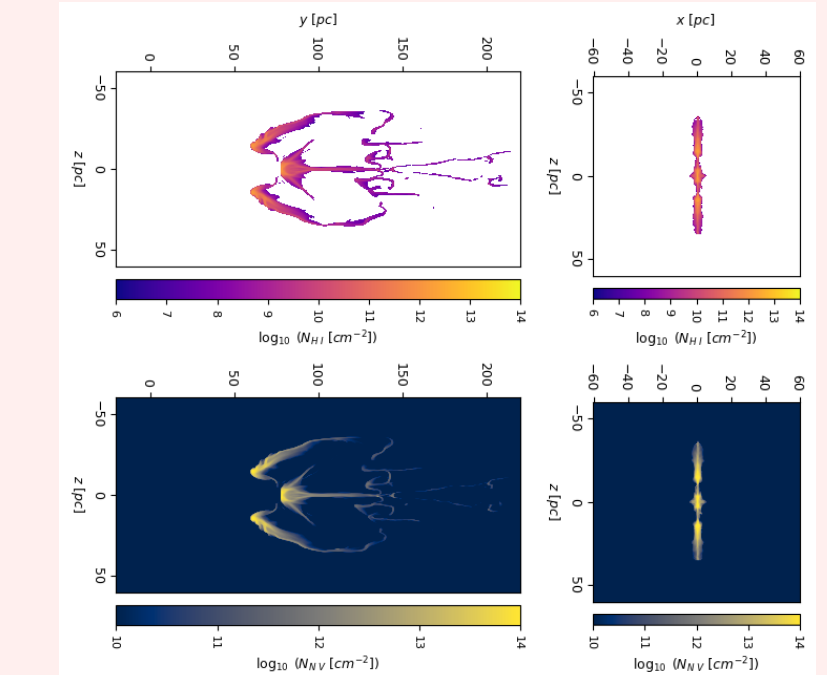 y [pc]
0 50 100 150 200
−50 0 50
z [pc]
6 7 8 9 10 11 12 13 14
log₁₀ (N_{H I} [cm⁻²])
x [pc]
−60 −40 −20 0 20 40 60
−50 0 50
z [pc]
6 7 8 9 10 11 12 13 14
log₁₀ (N_{H I} [cm⁻²])
0 50 100 150 200
−50 0 50
z [pc]
10 11 12 13 14
log₁₀ (N_{N V} [cm⁻²])
−60 −40 −20 0 20 40 60
−50 0 50
z [pc]
10 11 12 13 14
log₁₀ (N_{N V} [cm⁻²])